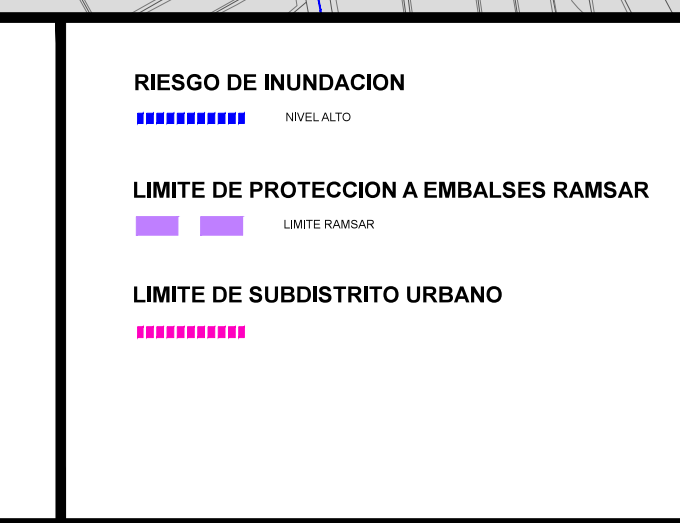 RIESGO DE INUNDACION
NIVEL ALTO
LIMITE DE PROTECCION A EMBALSES RAMSAR
LIMITE RAMSAR
LIMITE DE SUBDISTRITO URBANO